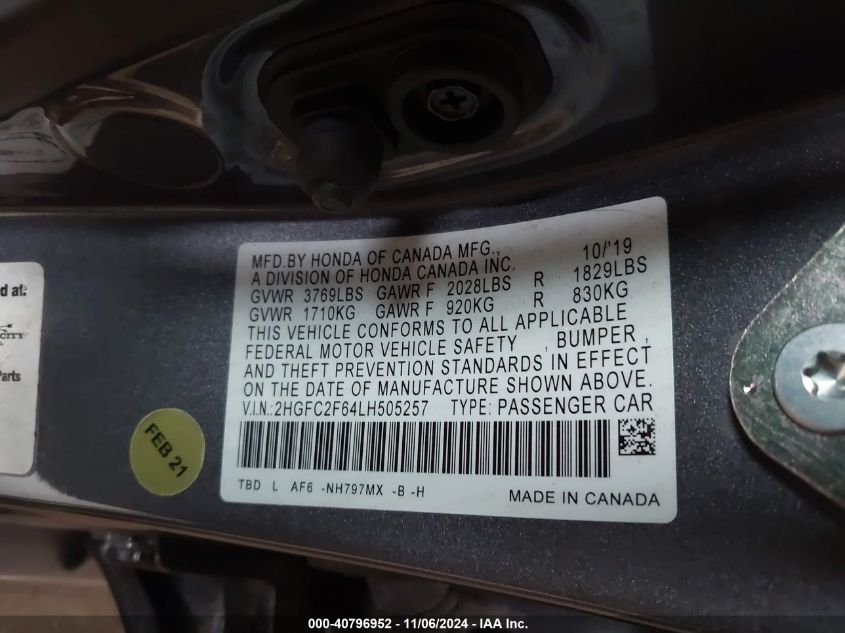 MFD.BY HONDA OF CANADA MFG., 10/'19
A DIVISION OF HONDA CANADA INC.
GVWR 3769LBS GAWR F 2028LBS R 1829LBS
GVWR 1710KG GAWR F 920KG R 830KG
THIS VEHICLE CONFORMS TO ALL APPLICABLE
FEDERAL MOTOR VEHICLE SAFETY , BUMPER ,
AND THEFT PREVENTION STANDARDS IN EFFECT
ON THE DATE OF MANUFACTURE SHOWN ABOVE.
V.I.N.:2HGFC2F64LH505257 TYPE: PASSENGER CAR
TBD L AF6 -NH797MX -B -H MADE IN CANADA
d at:
CITY
Parts
FEB 21
000-40796952 - 11/06/2024 - IAA Inc.